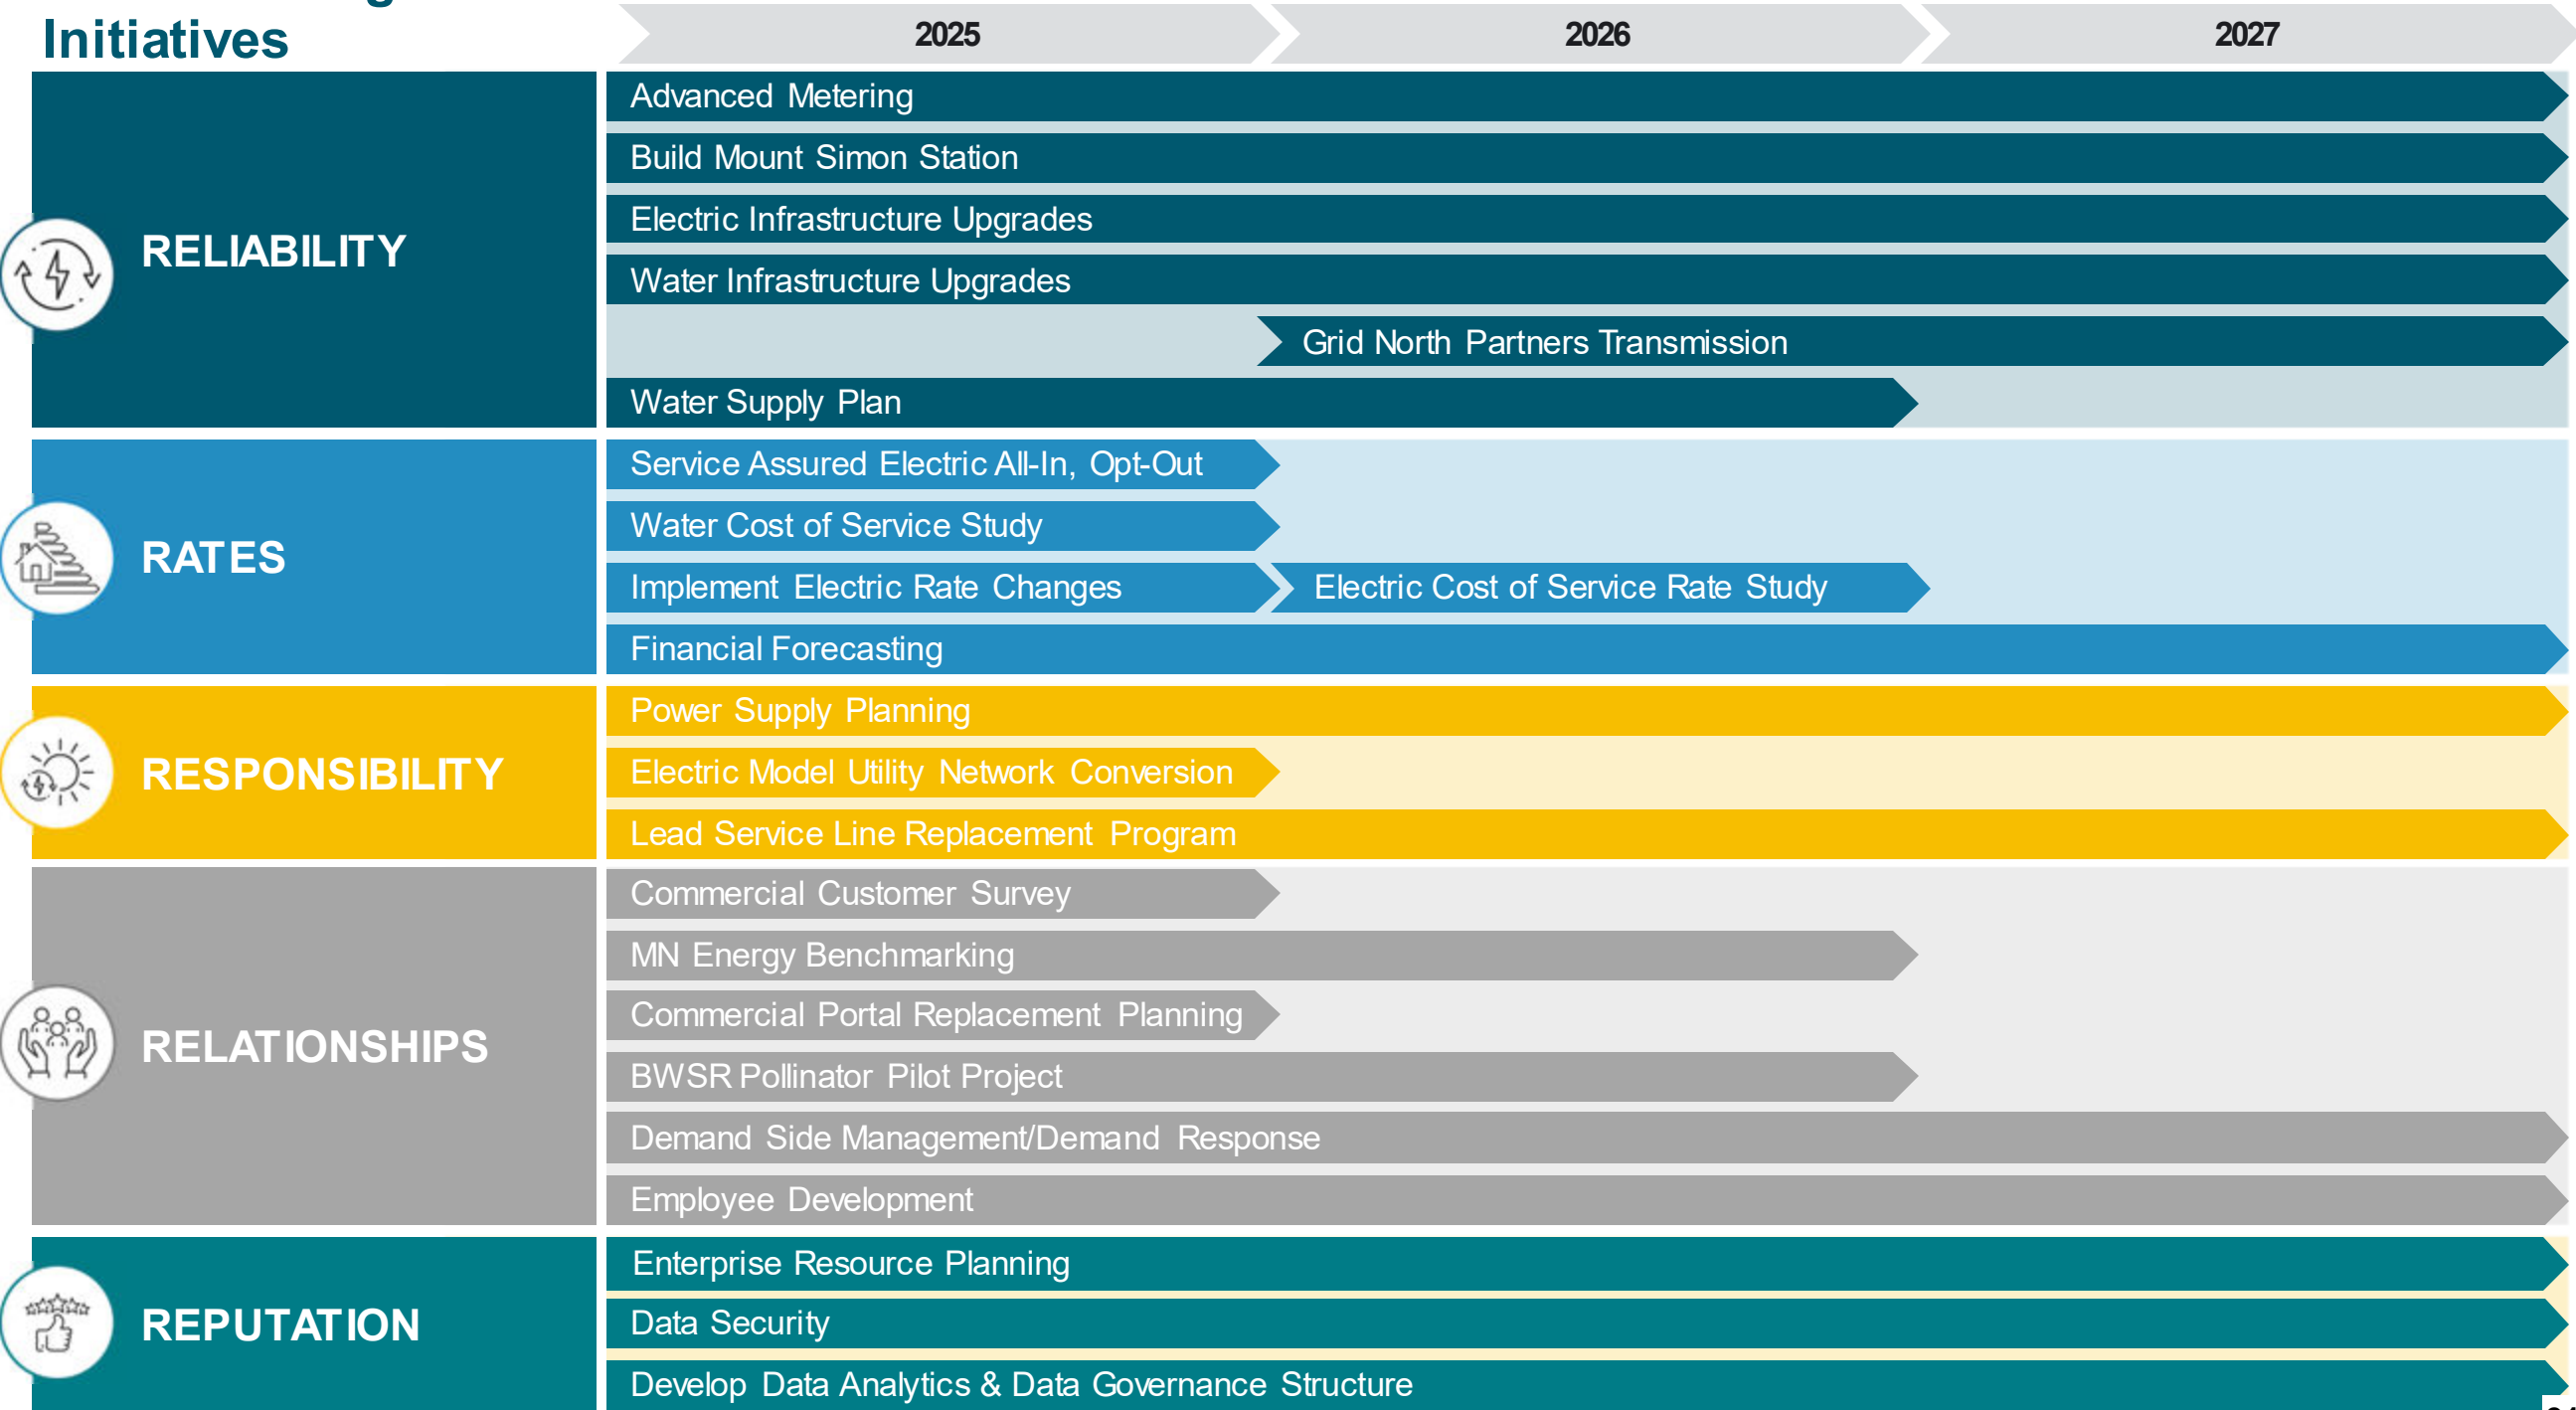 Initiatives
2025 2026 2027
RELIABILITY
Advanced Metering
Build Mount Simon Station
Electric Infrastructure Upgrades
Water Infrastructure Upgrades
Grid North Partners Transmission
Water Supply Plan
RATES
Service Assured Electric All-In, Opt-Out
Water Cost of Service Study
Implement Electric Rate Changes Electric Cost of Service Rate Study
Financial Forecasting
RESPONSIBILITY
Power Supply Planning
Electric Model Utility Network Conversion
Lead Service Line Replacement Program
RELATIONSHIPS
Commercial Customer Survey
MN Energy Benchmarking
Commercial Portal Replacement Planning
BWSR Pollinator Pilot Project
Demand Side Management/Demand Response
Employee Development
REPUTATION
Enterprise Resource Planning
Data Security
Develop Data Analytics & Data Governance Structure